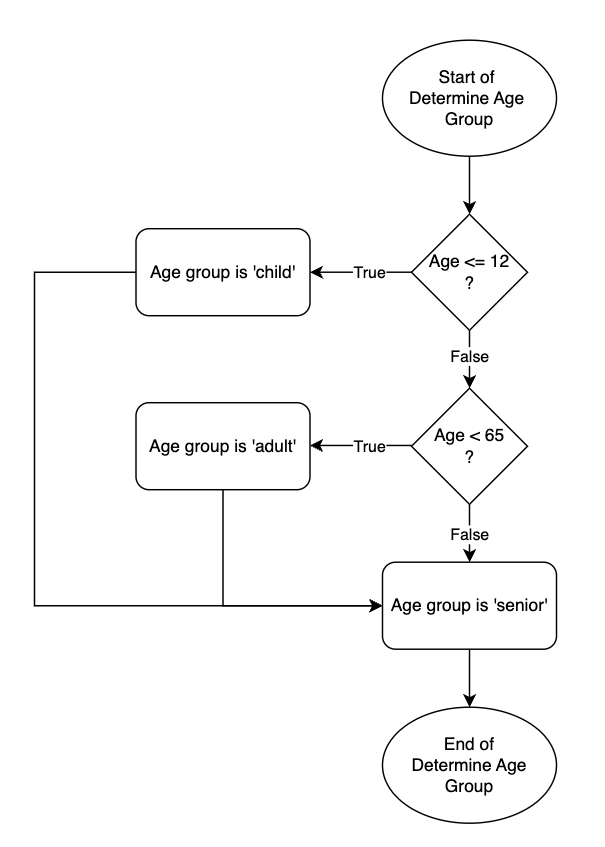 Start of
Determine Age
Group
Age <= 12
?
True
Age group is 'child'
False
Age < 65
?
True
Age group is 'adult'
False
Age group is 'senior'
End of
Determine Age
Group